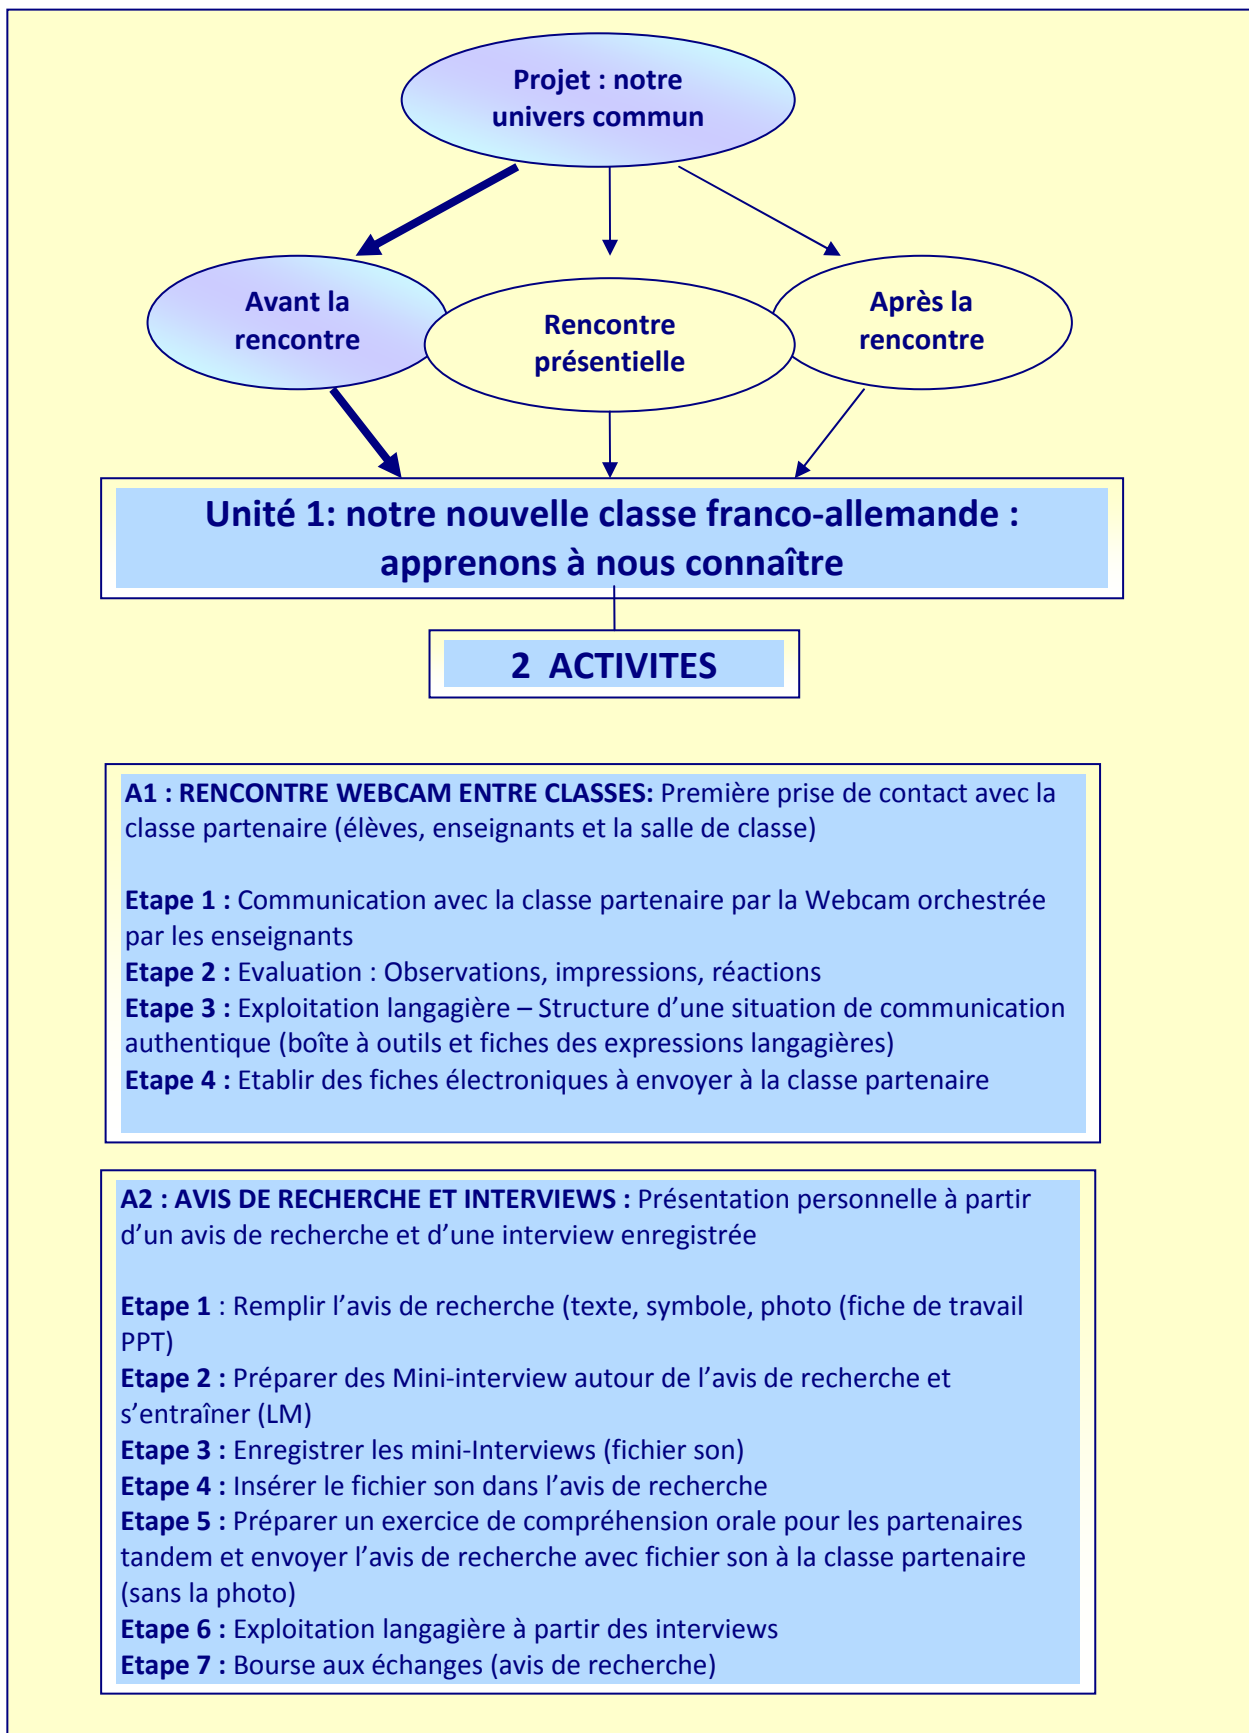 Projet : notre
univers commun
Avant la
rencontre
Rencontre
présentielle
Après la
rencontre
Unité 1: notre nouvelle classe franco-allemande :
apprenons à nous connaître
2 ACTIVITES
A1 : RENCONTRE WEBCAM ENTRE CLASSES: Première prise de contact avec la
classe partenaire (élèves, enseignants et la salle de classe)
Etape 1 : Communication avec la classe partenaire par la Webcam orchestrée
par les enseignants
Etape 2 : Evaluation : Observations, impressions, réactions
Etape 3 : Exploitation langagière – Structure d’une situation de communication
authentique (boîte à outils et fiches des expressions langagières)
Etape 4 : Etablir des fiches électroniques à envoyer à la classe partenaire
A2 : AVIS DE RECHERCHE ET INTERVIEWS : Présentation personnelle à partir
d’un avis de recherche et d’une interview enregistrée
Etape 1 : Remplir l’avis de recherche (texte, symbole, photo (fiche de travail
PPT)
Etape 2 : Préparer des Mini-interview autour de l’avis de recherche et
s’entraîner (LM)
Etape 3 : Enregistrer les mini-Interviews (fichier son)
Etape 4 : Insérer le fichier son dans l’avis de recherche
Etape 5 : Préparer un exercice de compréhension orale pour les partenaires
tandem et envoyer l’avis de recherche avec fichier son à la classe partenaire
(sans la photo)
Etape 6 : Exploitation langagière à partir des interviews
Etape 7 : Bourse aux échanges (avis de recherche)